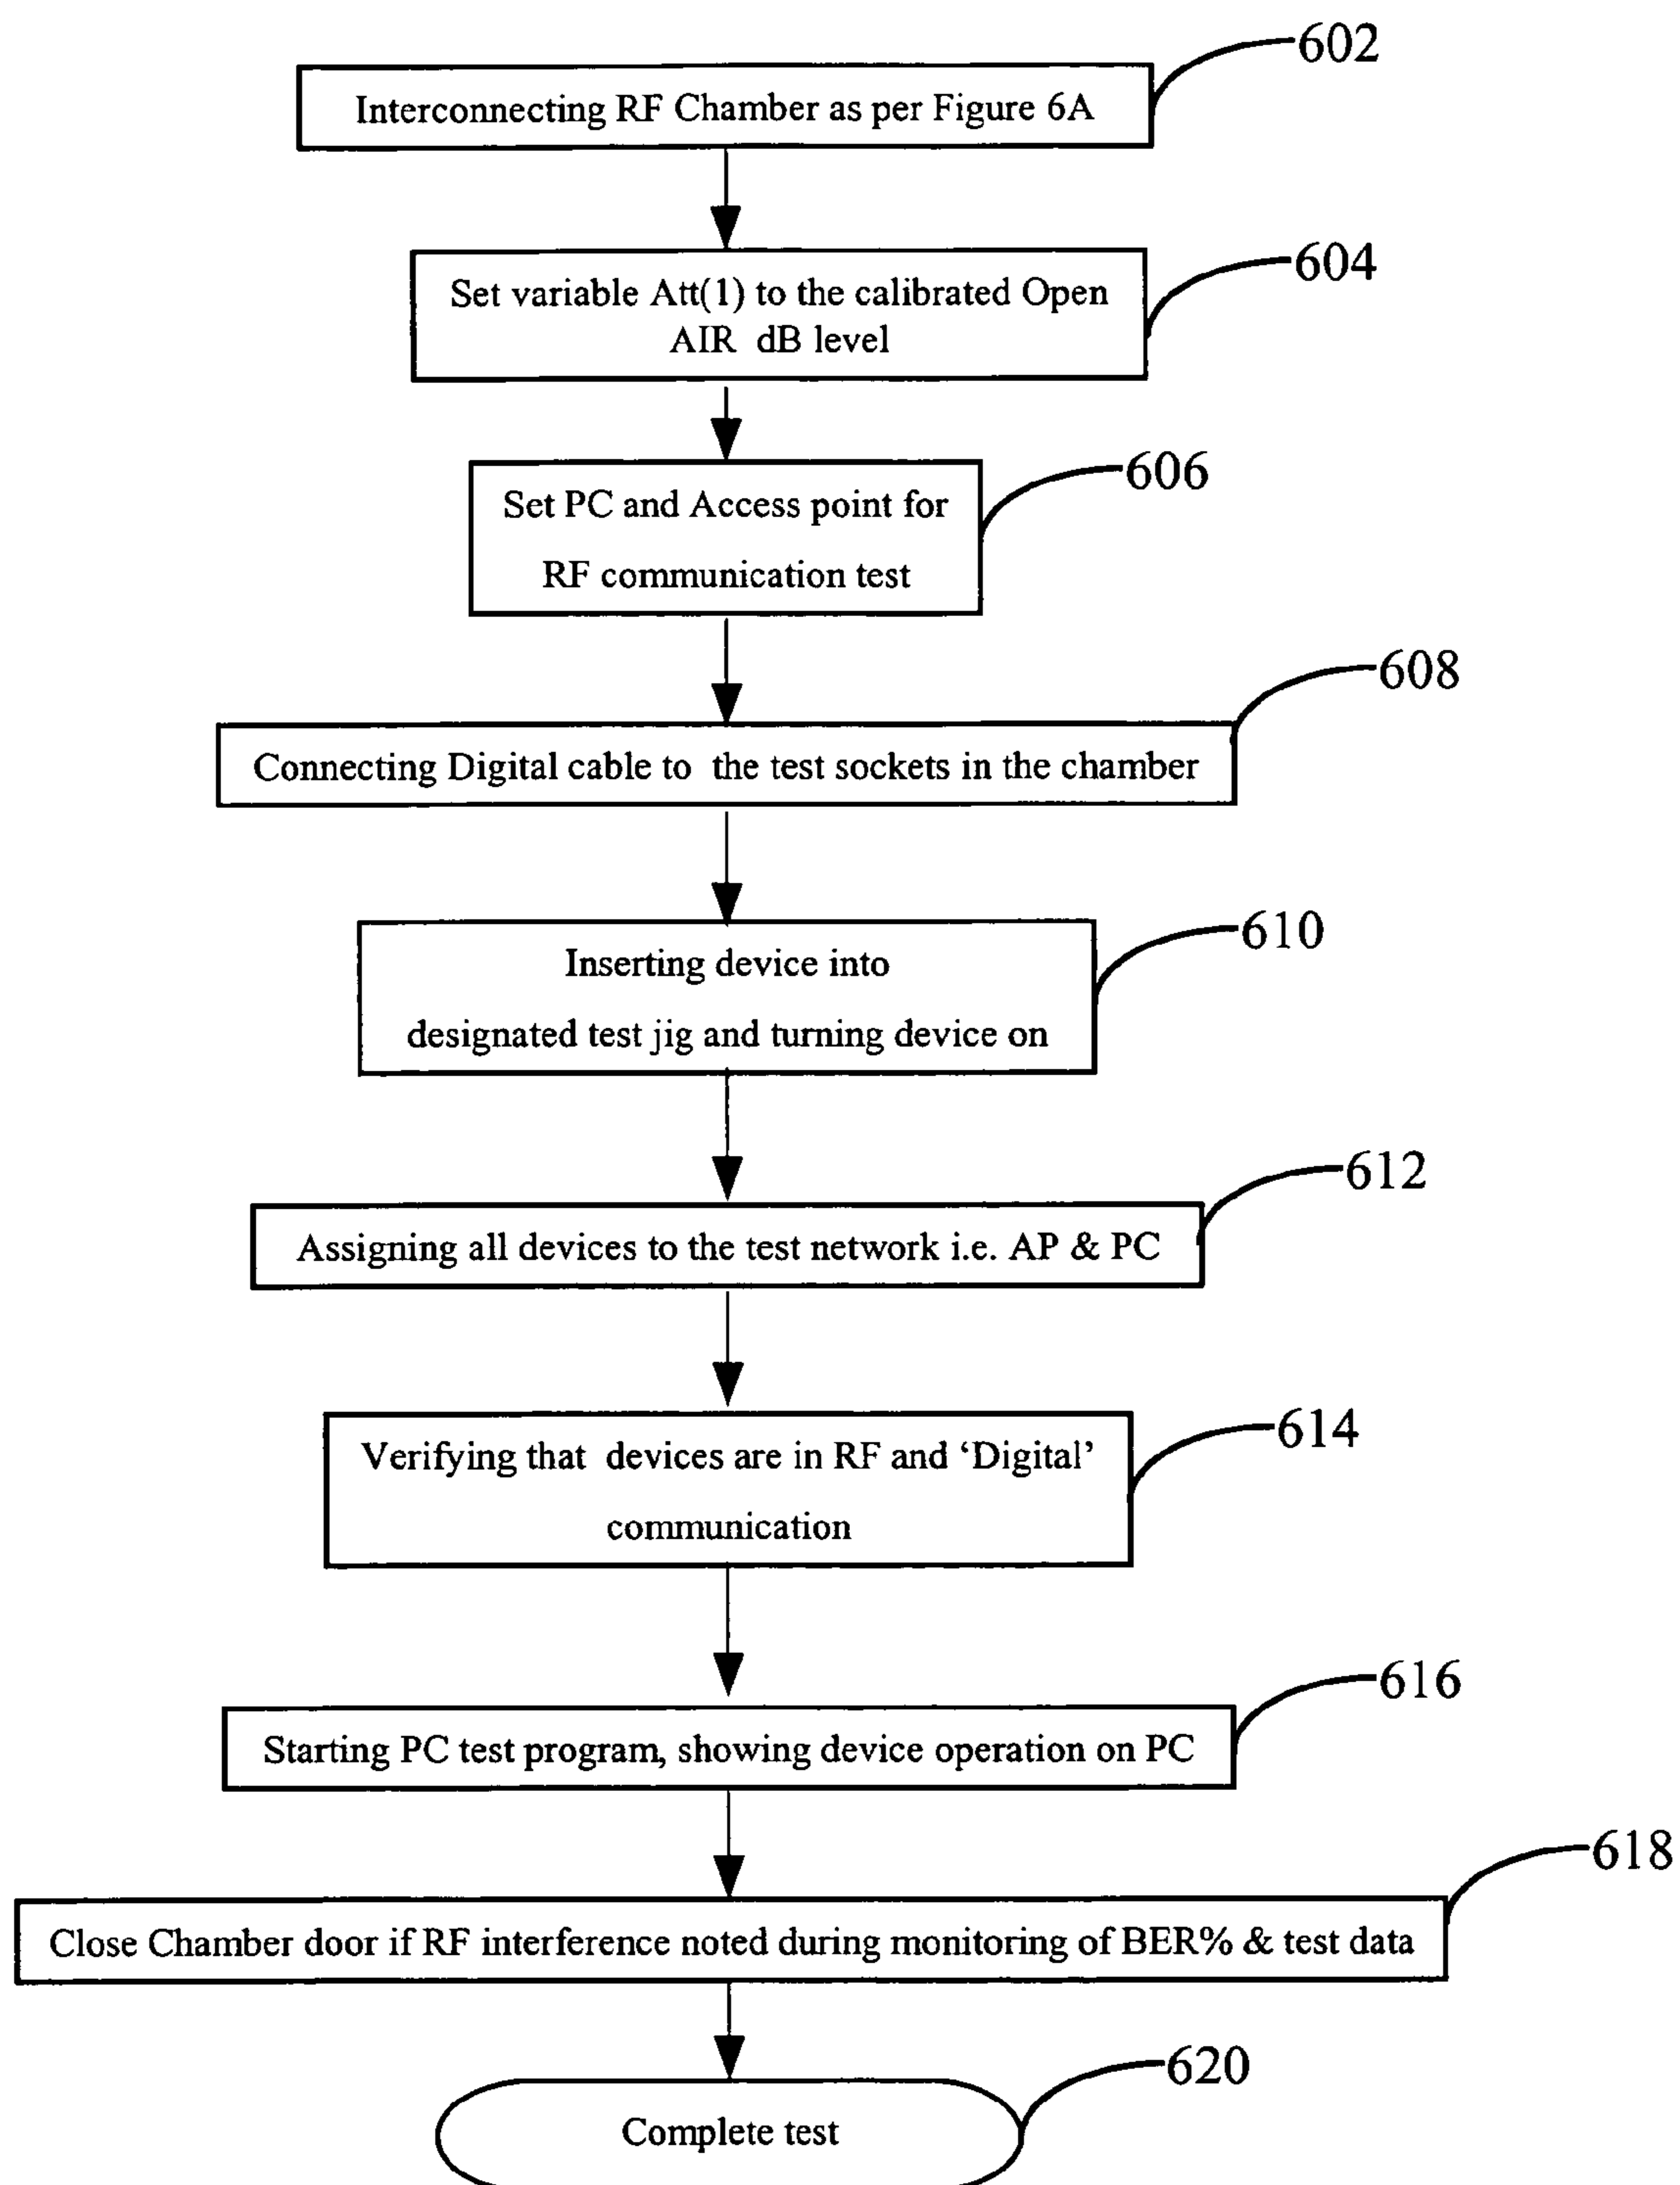 602
Interconnecting RF Chamber as per Figure 6A
604
Set variable Att(1) to the calibrated Open
AIR dB level
606
Set PC and Access point for
RF communication test
608
Connecting Digital cable to the test sockets in the chamber
610
Inserting device into
designated test jig and turning device on
612
Assigning all devices to the test network i.e. AP & PC
614
Verifying that devices are in RF and ‘Digital’
communication
616
Starting PC test program, showing device operation on PC
618
Close Chamber door if RF interference noted during monitoring of BER% & test data
620
Complete test